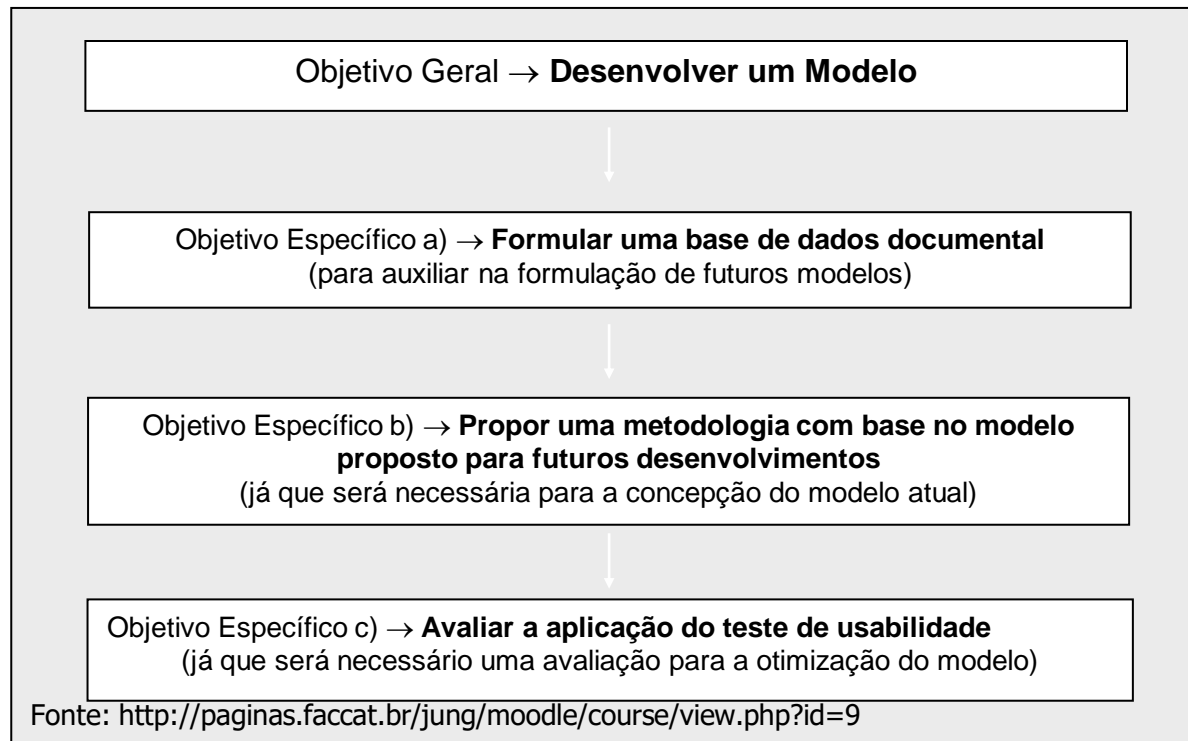 Objetivo Geral → Desenvolver um Modelo
Objetivo Específico a) → Formular uma base de dados documental
(para auxiliar na formulação de futuros modelos)
Objetivo Específico b) → Propor uma metodologia com base no modelo
proposto para futuros desenvolvimentos
(já que será necessária para a concepção do modelo atual)
Objetivo Específico c) → Avaliar a aplicação do teste de usabilidade
(já que será necessário uma avaliação para a otimização do modelo)
Fonte: http://paginas.faccat.br/jung/moodle/course/view.php?id=9